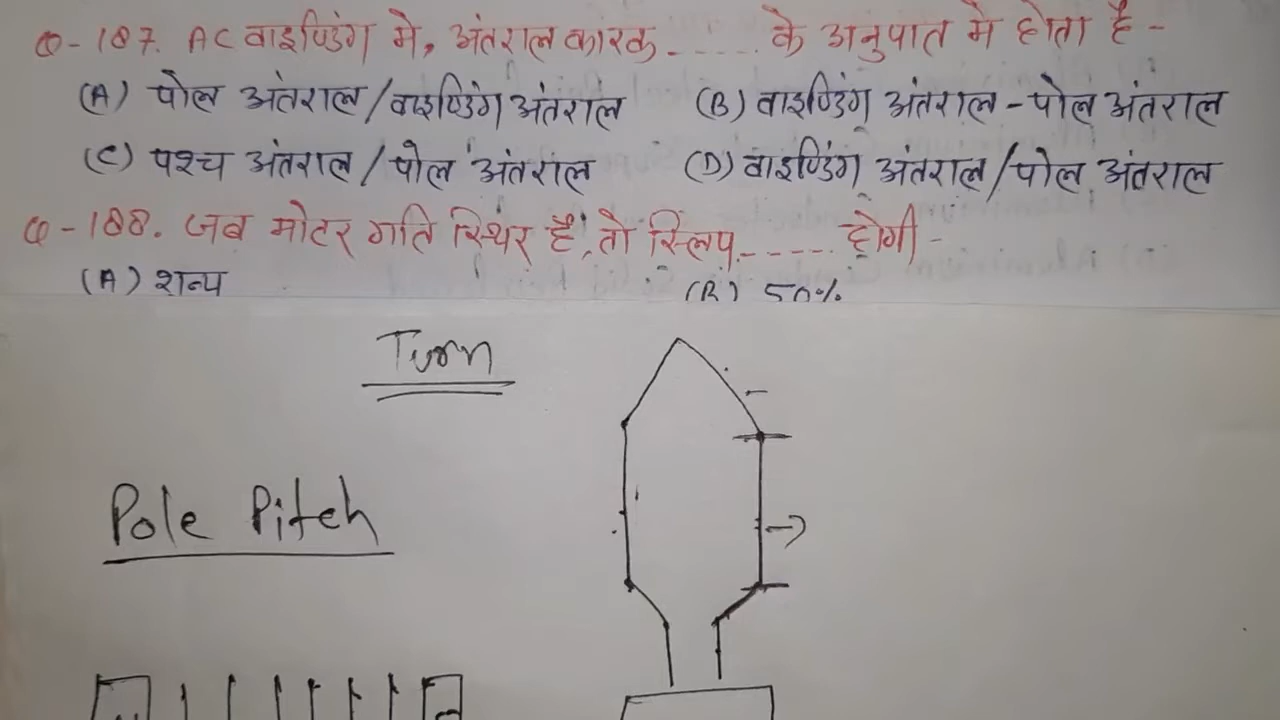 Q-187. AC वाइण्डिंग मे, अंतराल कारक ----- के अनुपात मे होता है -
(A) पोल अंतराल/वाइण्डिंग अंतराल (B) वाइण्डिंग अंतराल-पोल अंतराल
(C) पश्च अंतराल/पोल अंतराल (D) वाइण्डिंग अंतराल/पोल अंतराल
Q-188. जब मोटर गति स्थिर है, तो स्लिप ----- होगी -
(A) शून्य (B) 50%
Turn
Pole Pitch